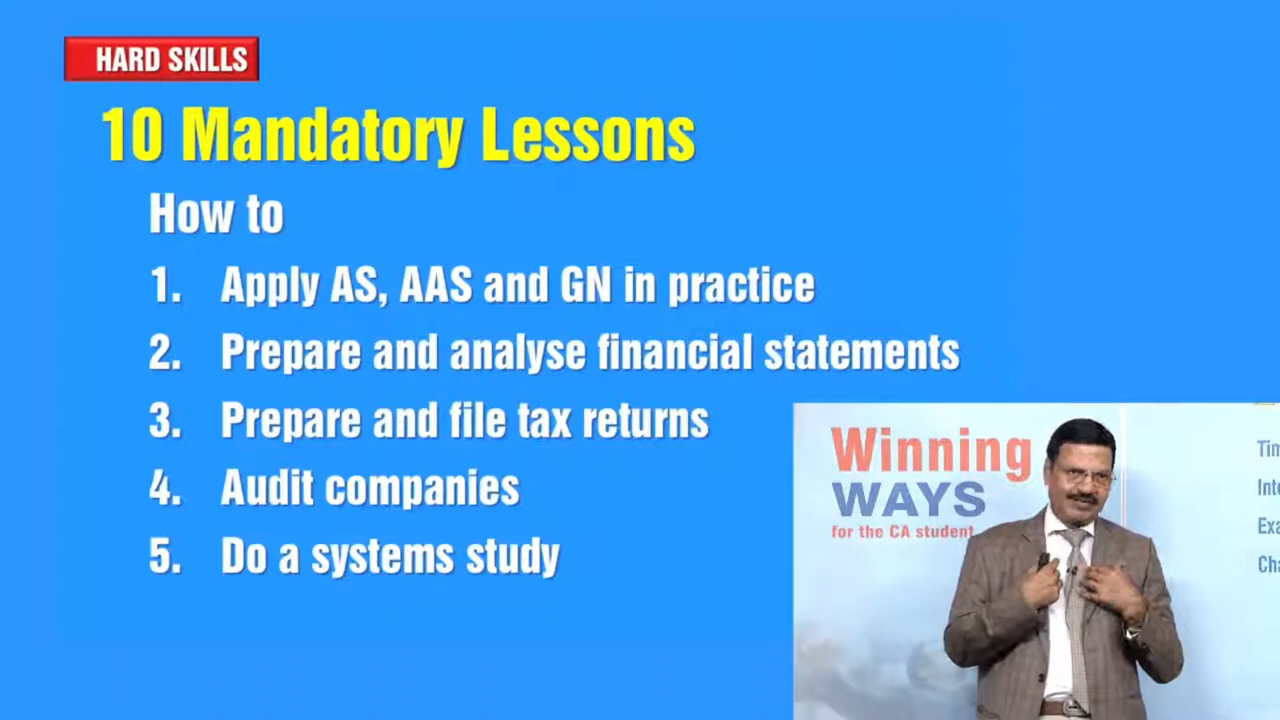 HARD SKILLS
10 Mandatory Lessons
How to
1. Apply AS, AAS and GN in practice
2. Prepare and analyse financial statements
3. Prepare and file tax returns
4. Audit companies
5. Do a systems study
Winning
WAYS
for the CA student